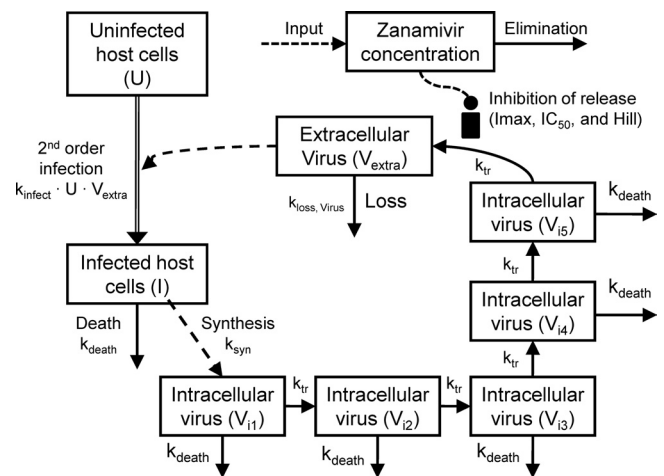 Uninfected
host cells
(U)
Input
Zanamivir
concentration
Elimination
Inhibition of release
(Imax, IC50, and Hill)
2nd order
infection
kinfect · U · Vextra
Extracellular
Virus (Vextra)
ktr
kloss, Virus
Loss
Intracellular
virus (Vi5)
kdeath
ktr
Infected host
cells (I)
Intracellular
virus (Vi4)
kdeath
Death
kdeath
Synthesis
ksyn
ktr
Intracellular
virus (Vi1)
ktr
Intracellular
virus (Vi2)
ktr
Intracellular
virus (Vi3)
kdeath
kdeath
kdeath